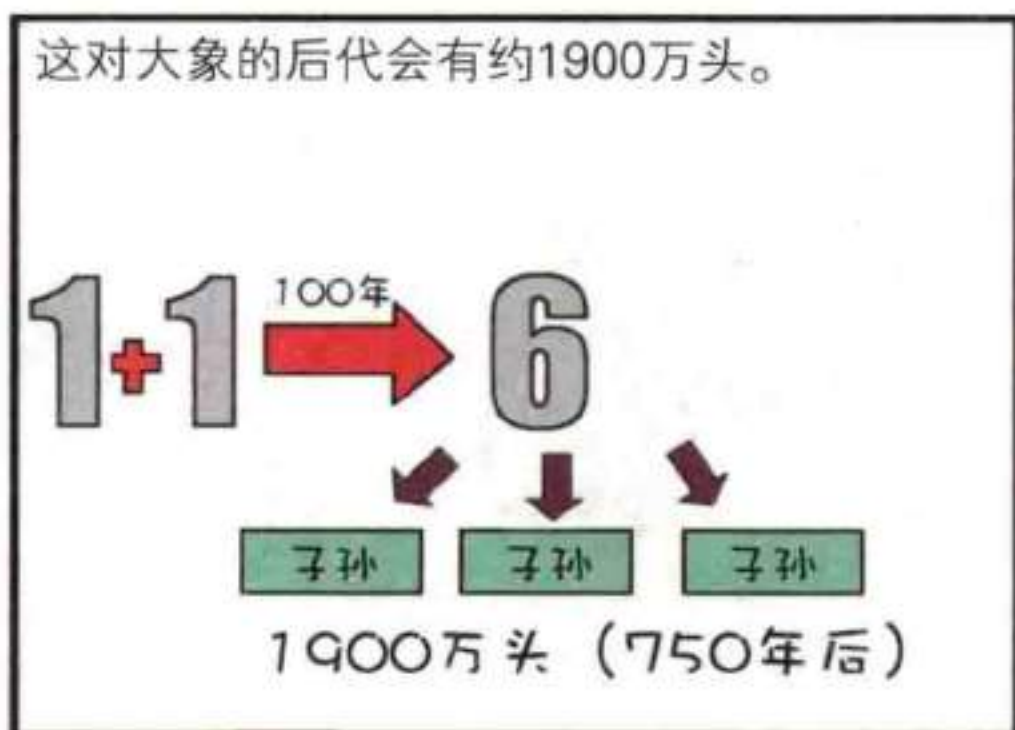 这对大象的后代会有约1900万头。
1+1
100年
6
子孙 子孙 子孙
1900万头（750年后）